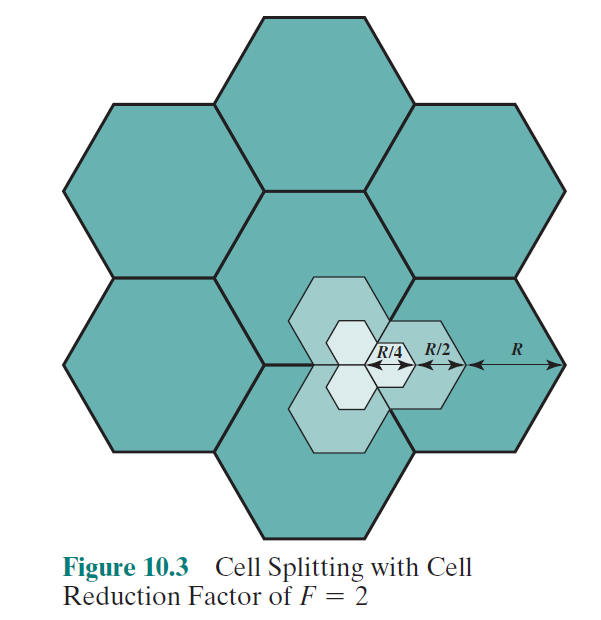 R/4 R/2 R
Figure 10.3 Cell Splitting with Cell
Reduction Factor of F = 2